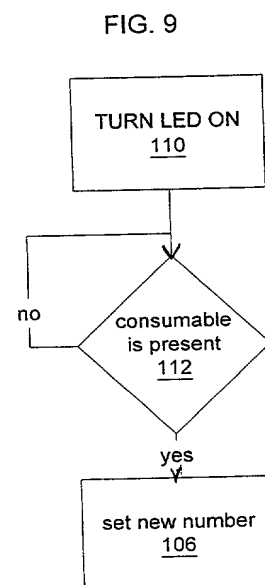 FIG. 9
TURN LED ON
110
no
consumable
is present
112
yes
set new number
106